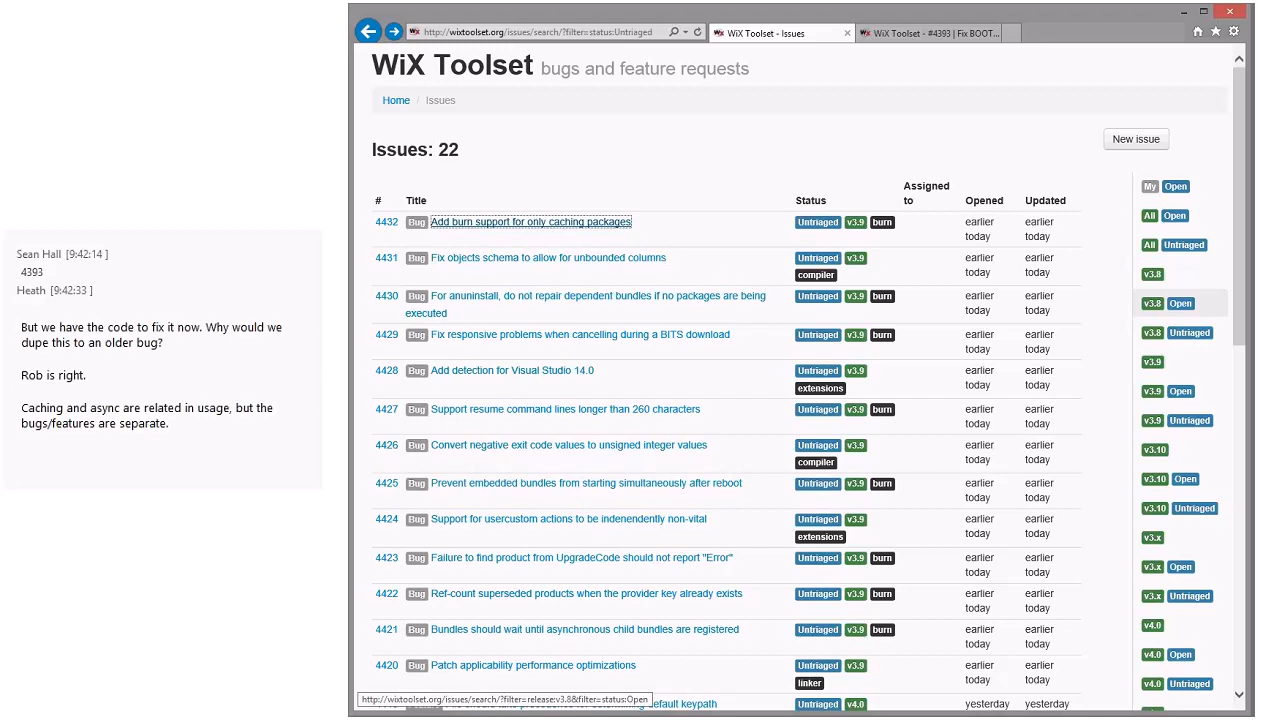 Sean Hall [9:42:14 ]
4393
Heath [9:42:33 ]
But we have the code to fix it now. Why would we
dupe this to an older bug?
Rob is right.
Caching and async are related in usage, but the
bugs/features are separate.
http://wixtoolset.org/issues/search/?filter=status:Untriaged
WiX Toolset - Issues
WiX Toolset - #4393 | Fix BOOT...
WiX Toolset bugs and feature requests
Home / Issues
Issues: 22
New issue
# Title Status Assigned to Opened Updated
4432 Bug Add burn support for only caching packages Untriaged v3.9 burn earlier today earlier today
4431 Bug Fix objects schema to allow for unbounded columns Untriaged v3.9 compiler earlier today earlier today
4430 Bug For anuninstall, do not repair dependent bundles if no packages are being executed Untriaged v3.9 burn earlier today earlier today
4429 Bug Fix responsive problems when cancelling during a BITS download Untriaged v3.9 burn earlier today earlier today
4428 Bug Add detection for Visual Studio 14.0 Untriaged v3.9 extensions earlier today earlier today
4427 Bug Support resume command lines longer than 260 characters Untriaged v3.9 burn earlier today earlier today
4426 Bug Convert negative exit code values to unsigned integer values Untriaged v3.9 compiler earlier today earlier today
4425 Bug Prevent embedded bundles from starting simultaneously after reboot Untriaged v3.9 burn earlier today earlier today
4424 Bug Support for usercustom actions to be indenendently non-vital Untriaged v3.9 extensions earlier today earlier today
4423 Bug Failure to find product from UpgradeCode should not report "Error" Untriaged v3.9 burn earlier today earlier today
4422 Bug Ref-count superseded products when the provider key already exists Untriaged v3.9 burn earlier today earlier today
4421 Bug Bundles should wait until asynchronous child bundles are registered Untriaged v3.9 burn earlier today earlier today
4420 Bug Patch applicability performance optimizations Untriaged v3.9 linker earlier today earlier today
default keypath Untriaged v4.0 yesterday yesterday
http://wixtoolset.org/issues/search/?filter=release:v3.8&filter=status:Open
My Open
All Open
All Untriaged
v3.8
v3.8 Open
v3.8 Untriaged
v3.9
v3.9 Open
v3.9 Untriaged
v3.10
v3.10 Open
v3.10 Untriaged
v3.x
v3.x Open
v3.x Untriaged
v4.0
v4.0 Open
v4.0 Untriaged